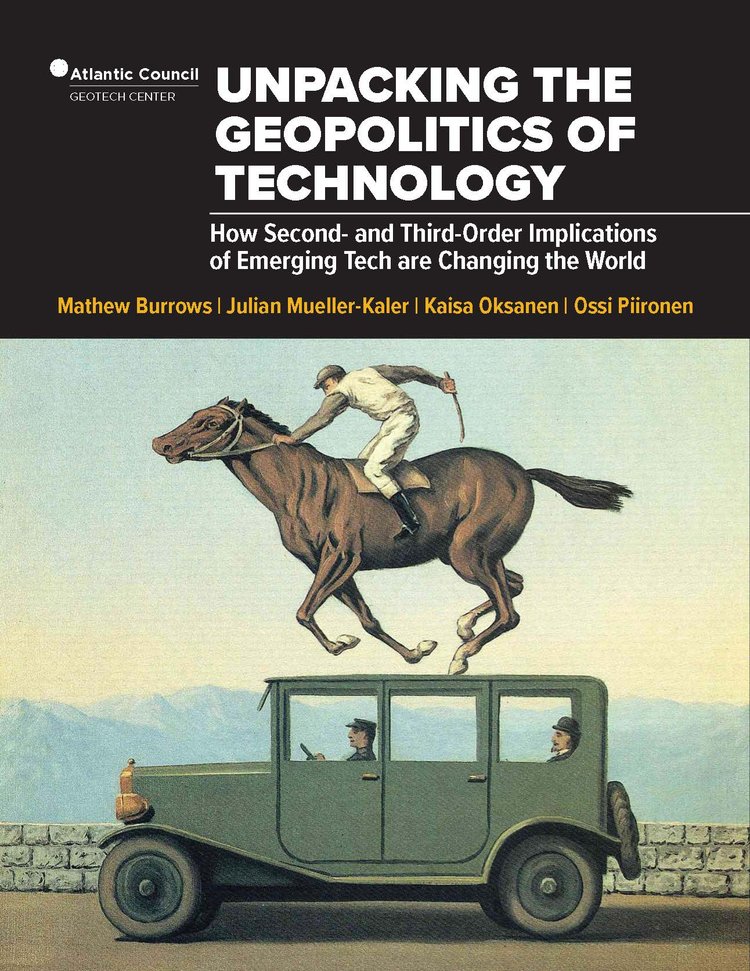 Atlantic Council
GEOTECH CENTER
UNPACKING THE
GEOPOLITICS OF
TECHNOLOGY
How Second- and Third-Order Implications
of Emerging Tech are Changing the World
Mathew Burrows | Julian Mueller-Kaler | Kaisa Oksanen | Ossi Piironen